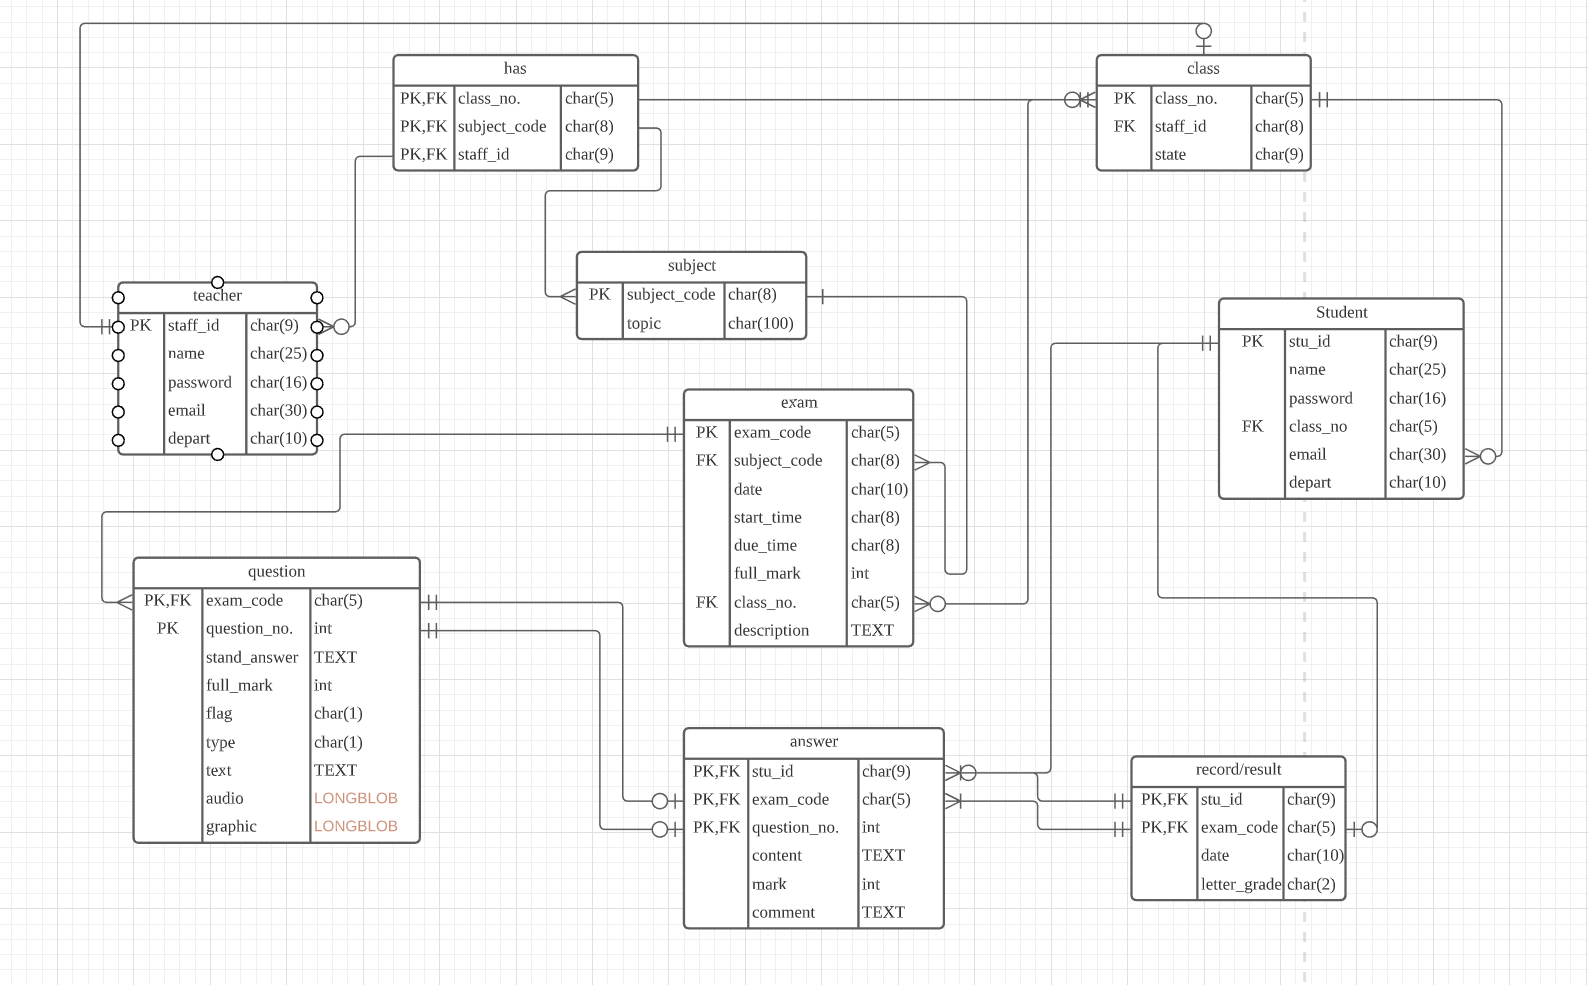 has
PK,FK class_no. char(5)
PK,FK subject_code char(8)
PK,FK staff_id char(9)
class
PK class_no. char(5)
FK staff_id char(8)
state char(9)
subject
PK subject_code char(8)
topic char(100)
teacher
PK staff_id char(9)
name char(25)
password char(16)
email char(30)
depart char(10)
Student
PK stu_id char(9)
name char(25)
password char(16)
FK class_no char(5)
email char(30)
depart char(10)
exam
PK exam_code char(5)
FK subject_code char(8)
date char(10)
start_time char(8)
due_time char(8)
full_mark int
FK class_no. char(5)
description TEXT
question
PK,FK exam_code char(5)
PK question_no. int
stand_answer TEXT
full_mark int
flag char(1)
type char(1)
text TEXT
audio LONGBLOB
graphic LONGBLOB
answer
PK,FK stu_id char(9)
PK,FK exam_code char(5)
PK,FK question_no. int
content TEXT
mark int
comment TEXT
record/result
PK,FK stu_id char(9)
PK,FK exam_code char(5)
date char(10)
letter_grade char(2)